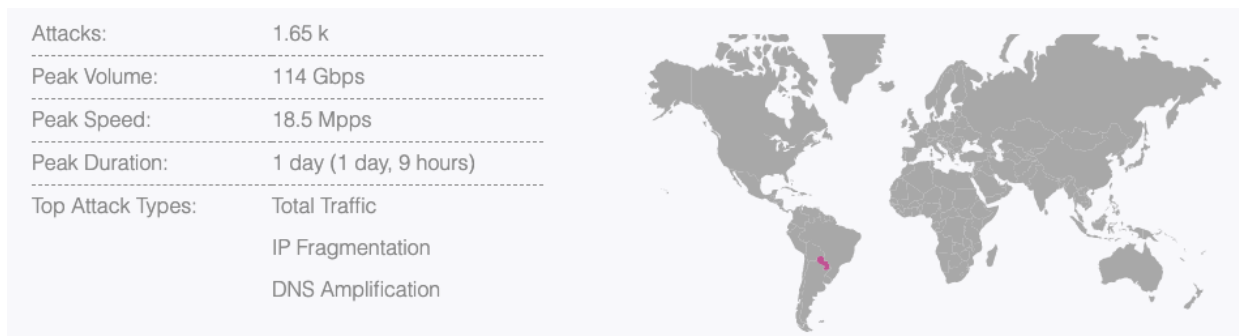 Attacks: 1.65 k
Peak Volume: 114 Gbps
Peak Speed: 18.5 Mpps
Peak Duration: 1 day (1 day, 9 hours)
Top Attack Types: Total Traffic
IP Fragmentation
DNS Amplification